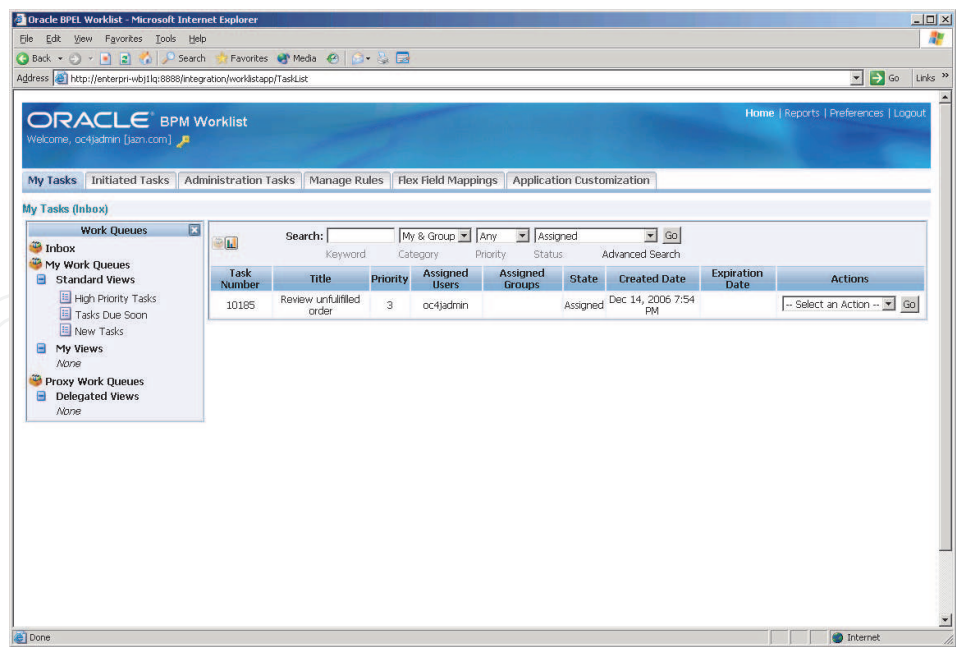 Oracle BPEL Worklist - Microsoft Internet Explorer
File Edit View Favorites Tools Help
Back Search Favorites Media
Address http://enterpri-wbj1lq:8888/integration/worklistapp/TaskList Go Links »
ORACLE BPM Worklist
Home | Reports | Preferences | Logout
Welcome, oc4jadmin [jazn.com]
My Tasks Initiated Tasks Administration Tasks Manage Rules Flex Field Mappings Application Customization
My Tasks (Inbox)
Work Queues
Inbox
My Work Queues
Standard Views
High Priority Tasks
Tasks Due Soon
New Tasks
My Views
None
Proxy Work Queues
Delegated Views
None
Search: My & Group Any Assigned Go
Keyword Category Priority Status Advanced Search
Task Number Title Priority Assigned Users Assigned Groups State Created Date Expiration Date Actions
10185 Review unfulifilled order 3 oc4jadmin Assigned Dec 14, 2006 7:54 PM -- Select an Action -- Go
Done Internet